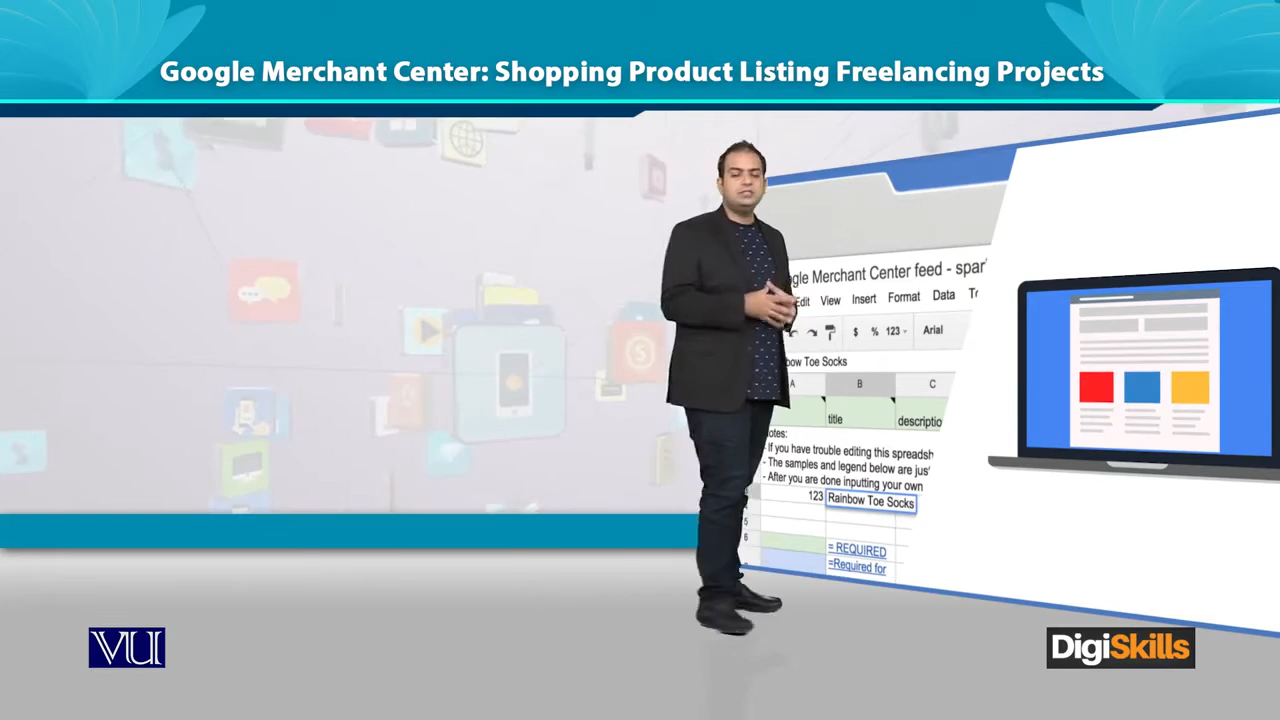 Google Merchant Center: Shopping Product Listing Freelancing Projects
gle Merchant Center feed - spar
Edit View Insert Format Data
$ % 123 Arial
bow Toe Socks
A B C
title descriptio
otes:
- If you have trouble editing this spreadsh
- The samples and legend below are jus
- After you are done inputting your own
123 Rainbow Toe Socks
5
6
= REQUIRED
=Required for
VU
DigiSkills